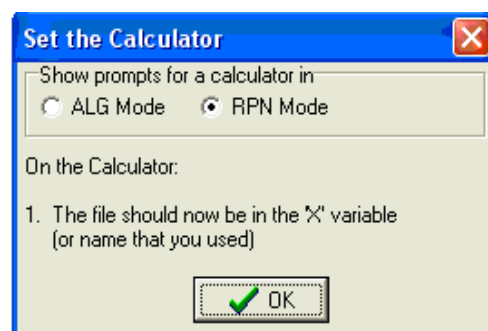 Set the Calculator
Show prompts for a calculator in
ALG Mode RPN Mode
On the Calculator:
1. The file should now be in the 'X' variable
(or name that you used)
OK